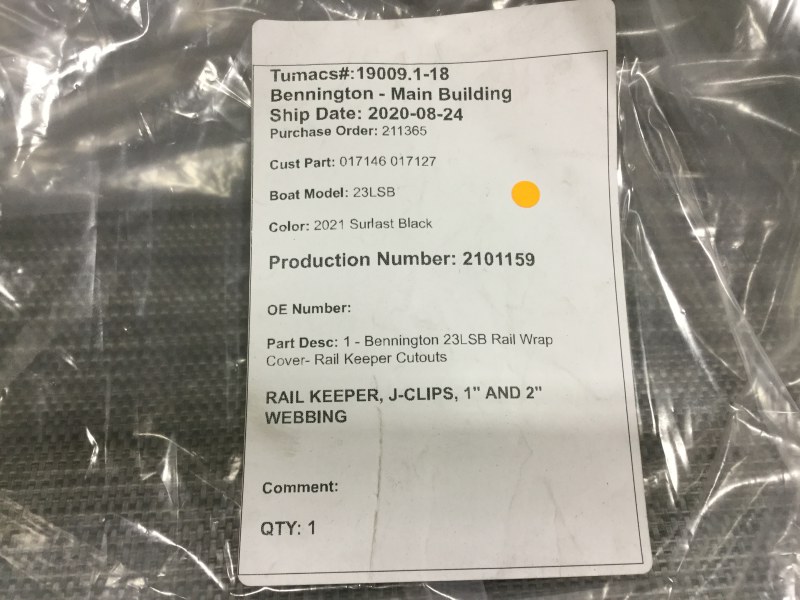 Tumacs#:19009.1-18
Bennington - Main Building
Ship Date: 2020-08-24
Purchase Order: 211365
Cust Part: 017146 017127
Boat Model: 23LSB
Color: 2021 Surlast Black
Production Number: 2101159
OE Number:
Part Desc: 1 - Bennington 23LSB Rail Wrap
Cover- Rail Keeper Cutouts
RAIL KEEPER, J-CLIPS, 1" AND 2"
WEBBING
Comment:
QTY: 1